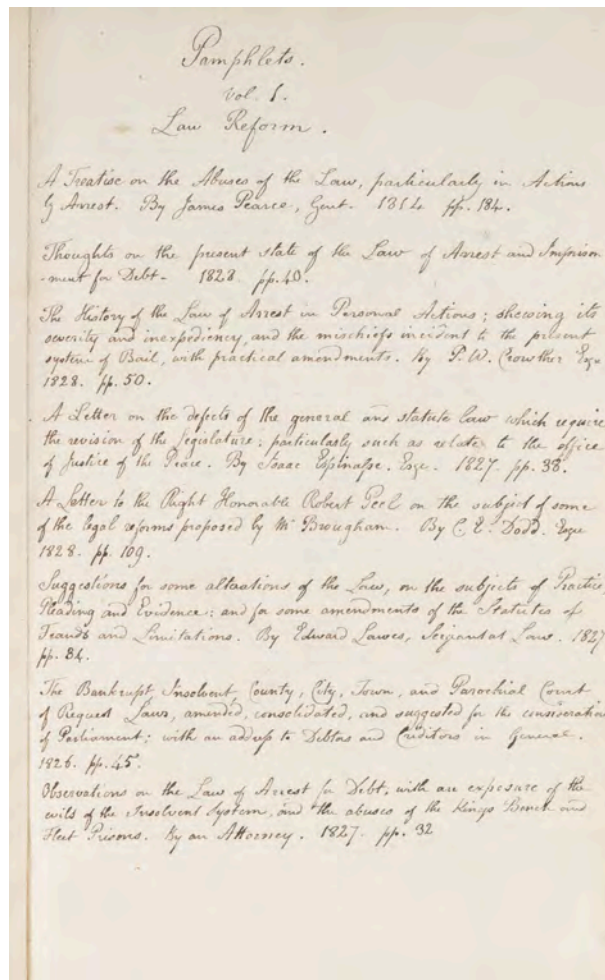 Pamphlets.
Vol. 1.
Law Reform.
A Treatise on the Abuses of the Law, particularly in Actions
by Arrest. By James Pearce, Gent. 1814 pp. 184.
Thoughts on the present state of the Law of Arrest and Imprison
-ment for Debt - 1828 pp. 40.
The History of the Law of Arrest in Personal Actions; shewing its
severity and inexpediency, and the mischiefs incident to the present
system of Bail, with practical amendments. By P. W. Crowther Esqe
1828. pp. 50.
A Letter on the defects of the general and statute law which require
the revision of the legislature; particularly such as relate to the office
of Justice of the Peace. By Isaac Espinasse. Esqe. 1827. pp. 38.
A Letter to the Right Honorable Robert Peel on the subject of some
of the legal reforms proposed by Mr Brougham. By C. E. Dodd. Esqe
1828. pp. 109.
Suggestions for some alterations of the Law, on the subjects of Practice
Pleading and Evidence; and for some amendments of the Statutes of
Frauds and Limitations. By Edward Lawes, Serjeant at Law. 1827
pp. 84.
The Bankrupt, Insolvent, County, City, Town, and Parochial Court
of Request Laws, amended, consolidated, and suggested for the consideration
of Parliament; with an address to Debtors and Creditors in general.
1826. pp. 45.
Observations on the Law of Arrest for Debt, with an exposure of the
evils of the Insolvent System, and the abuses of the Kings Bench and
Fleet Prisons. By an Attorney. 1827. pp. 32